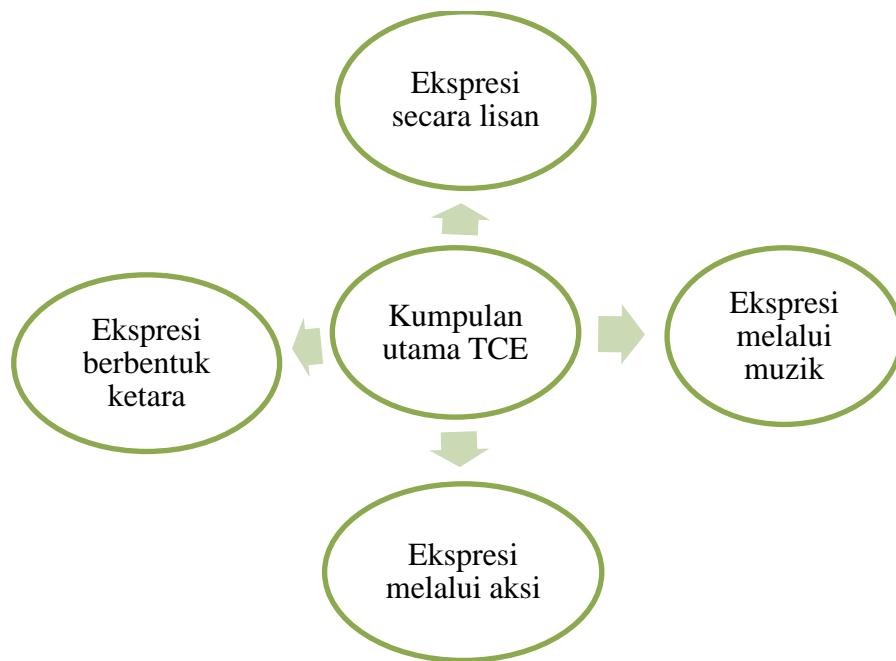 Ekspresi
secara lisan
Ekspresi
berbentuk
ketara
Kumpulan
utama TCE
Ekspresi
melalui
muzik
Ekspresi
melalui aksi